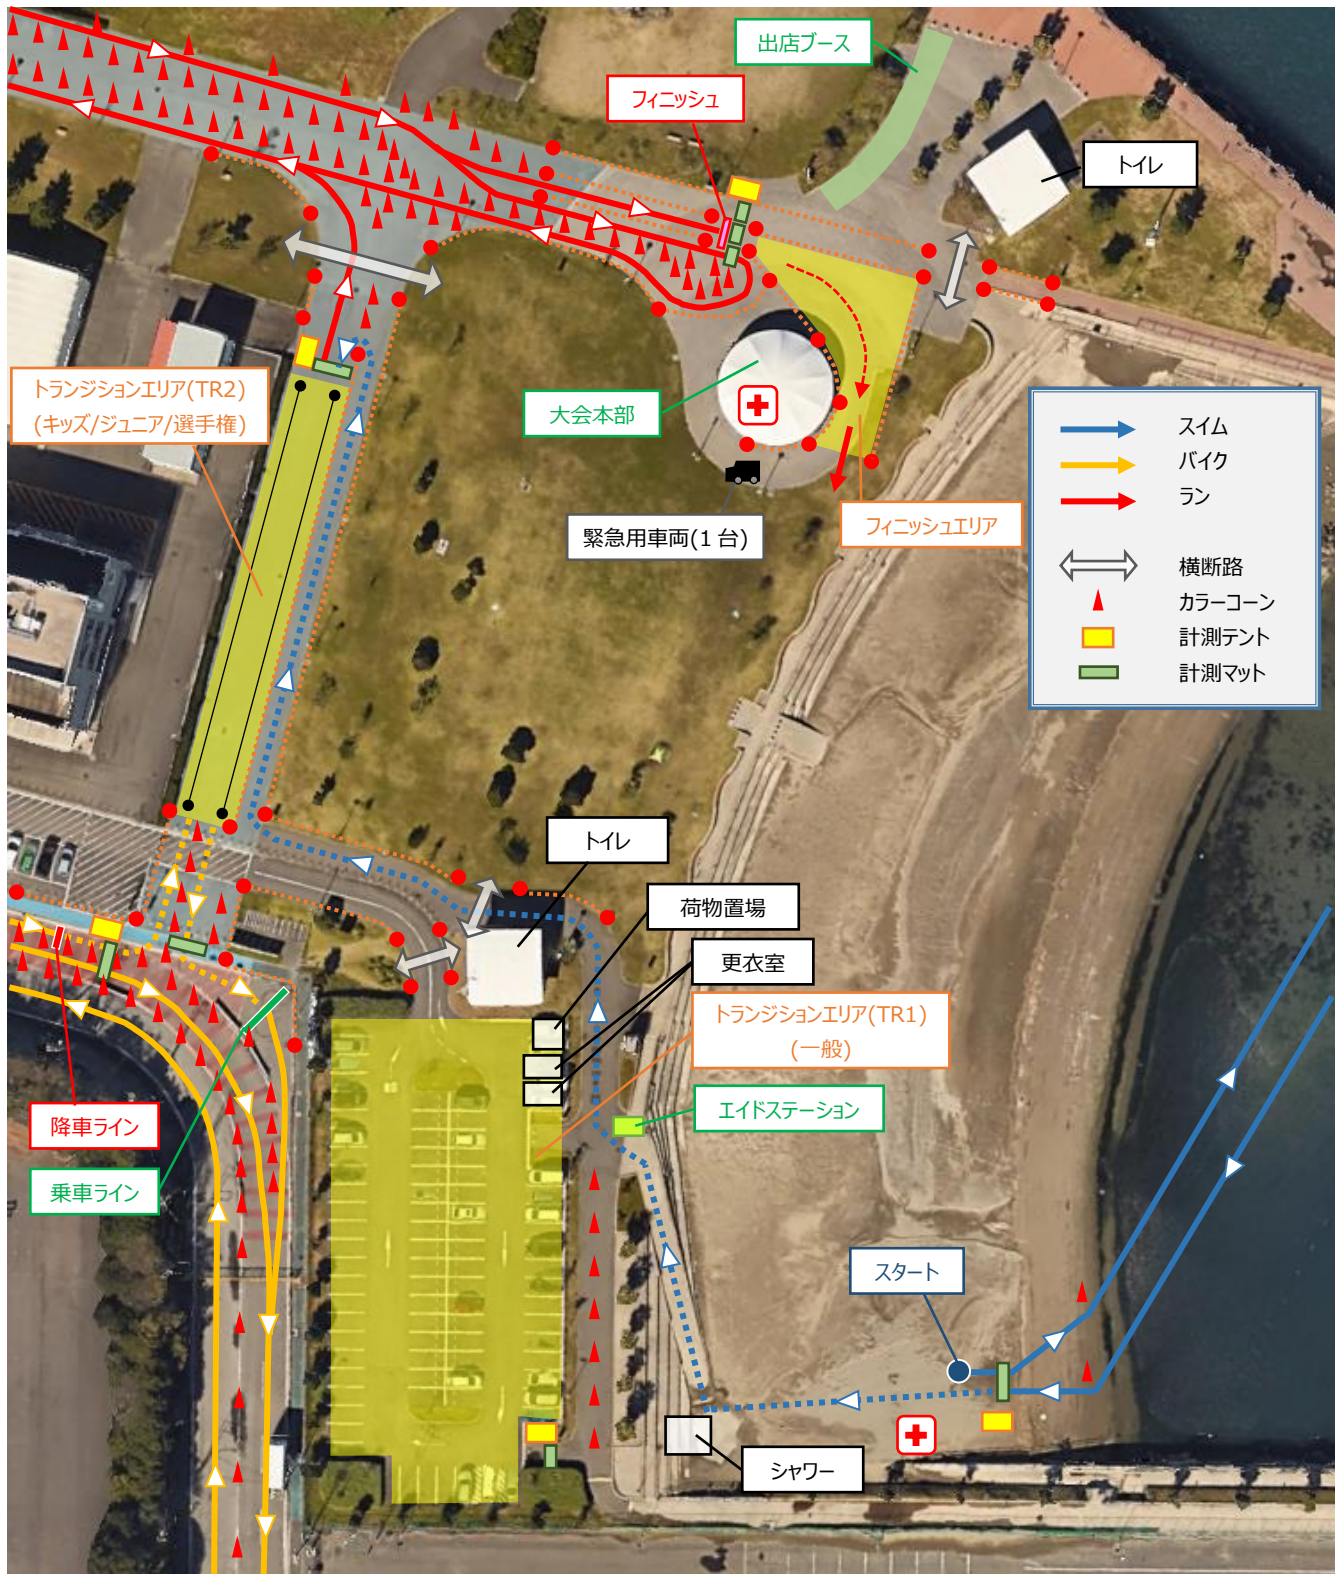 出店ブース
フィニッシュ
トイレ
トランジションエリア(TR2)
(キッズ/ジュニア/選手権)
大会本部
緊急用車両(1台)
フィニッシュエリア
スイム
バイク
ラン
横断路
カラーコーン
計測テント
計測マット
トイレ
荷物置場
更衣室
トランジションエリア(TR1)
(一般)
エイドステーション
降車ライン
乗車ライン
スタート
シャワー